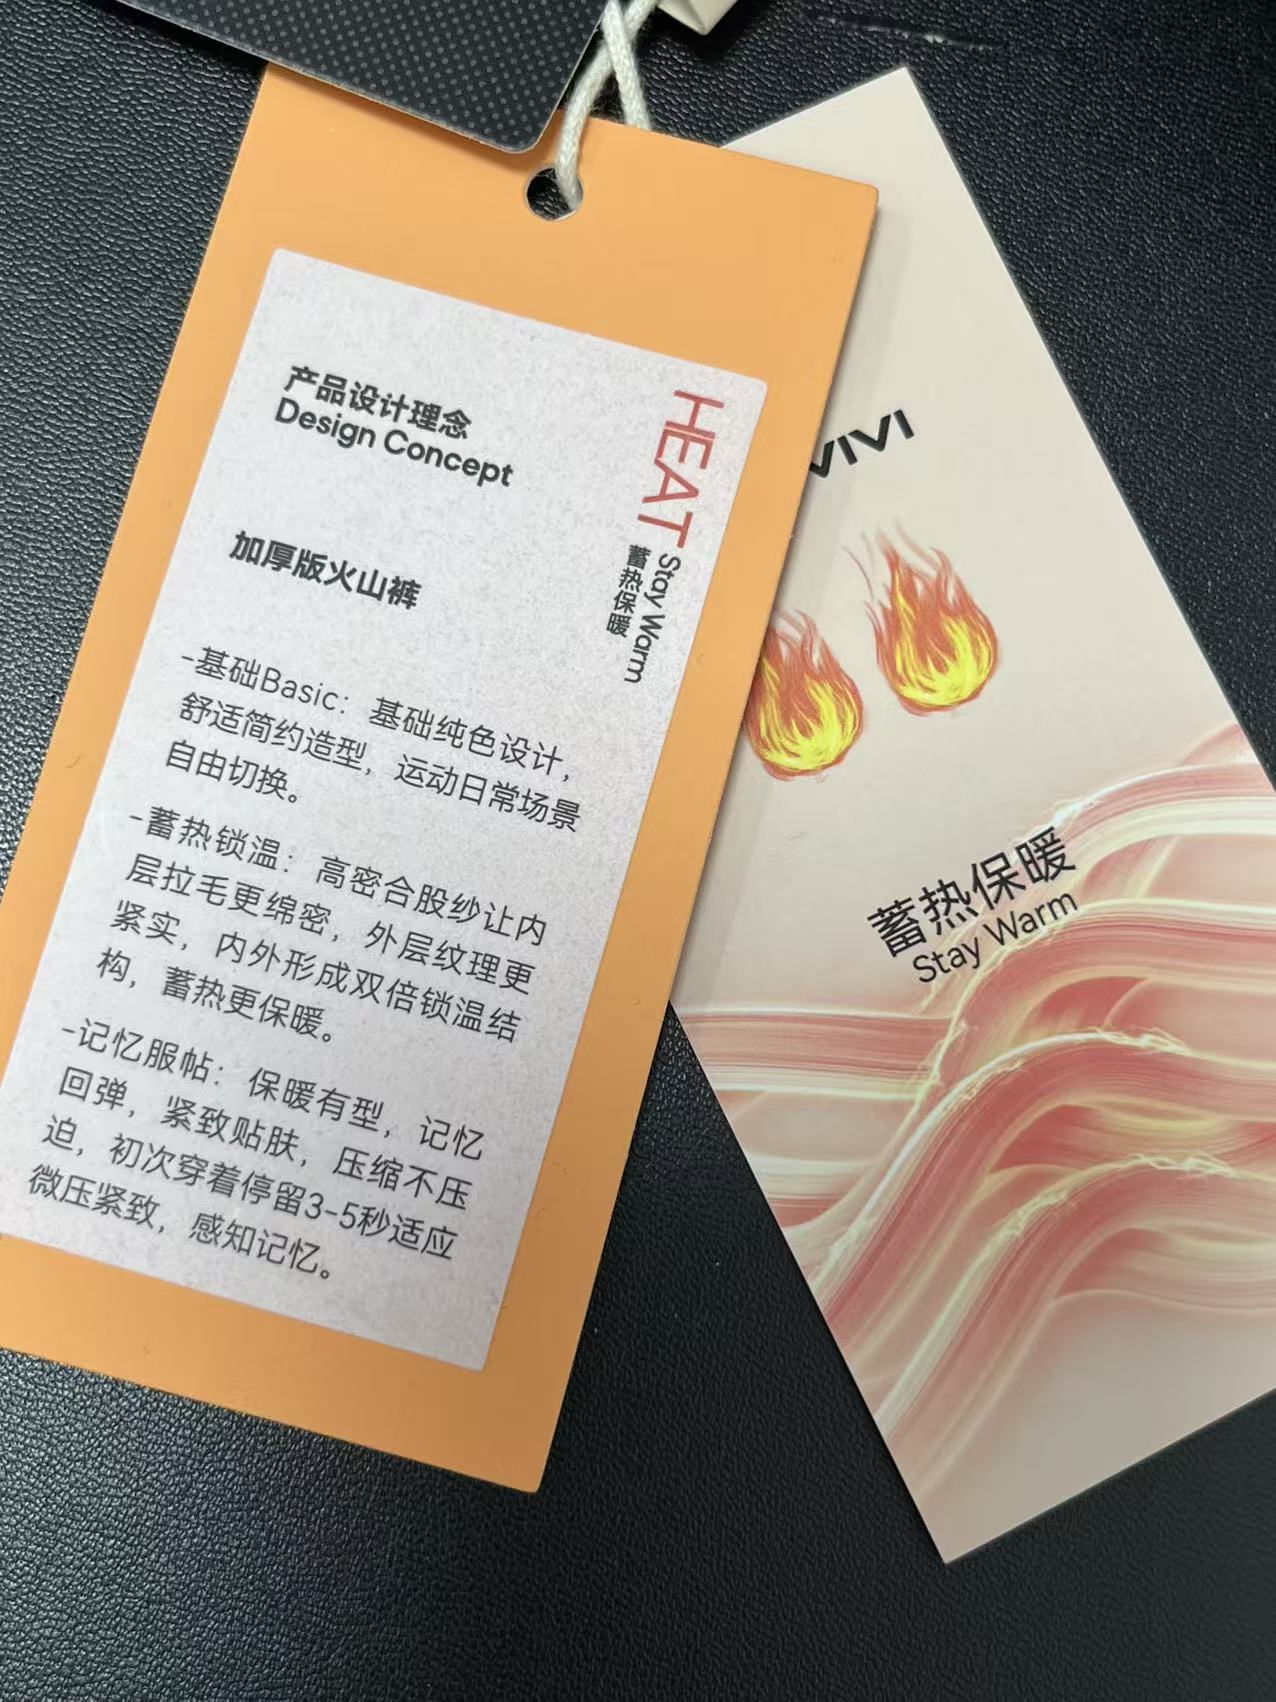 产品设计理念
Design Concept
HEAT
Stay Warm
蓄热保暖
加厚版火山裤
-基础Basic：基础纯色设计，
舒适简约造型，运动日常场景
自由切换。
-蓄热锁温：高密合股纱让内
层拉毛更绵密，外层纹理更
紧实，内外形成双倍锁温结
构，蓄热更保暖。
-记忆服帖：保暖有型，记忆
回弹，紧致贴肤，压缩不压
迫，初次穿着停留3-5秒适应
微压紧致，感知记忆。
VIVI
蓄热保暖
Stay Warm